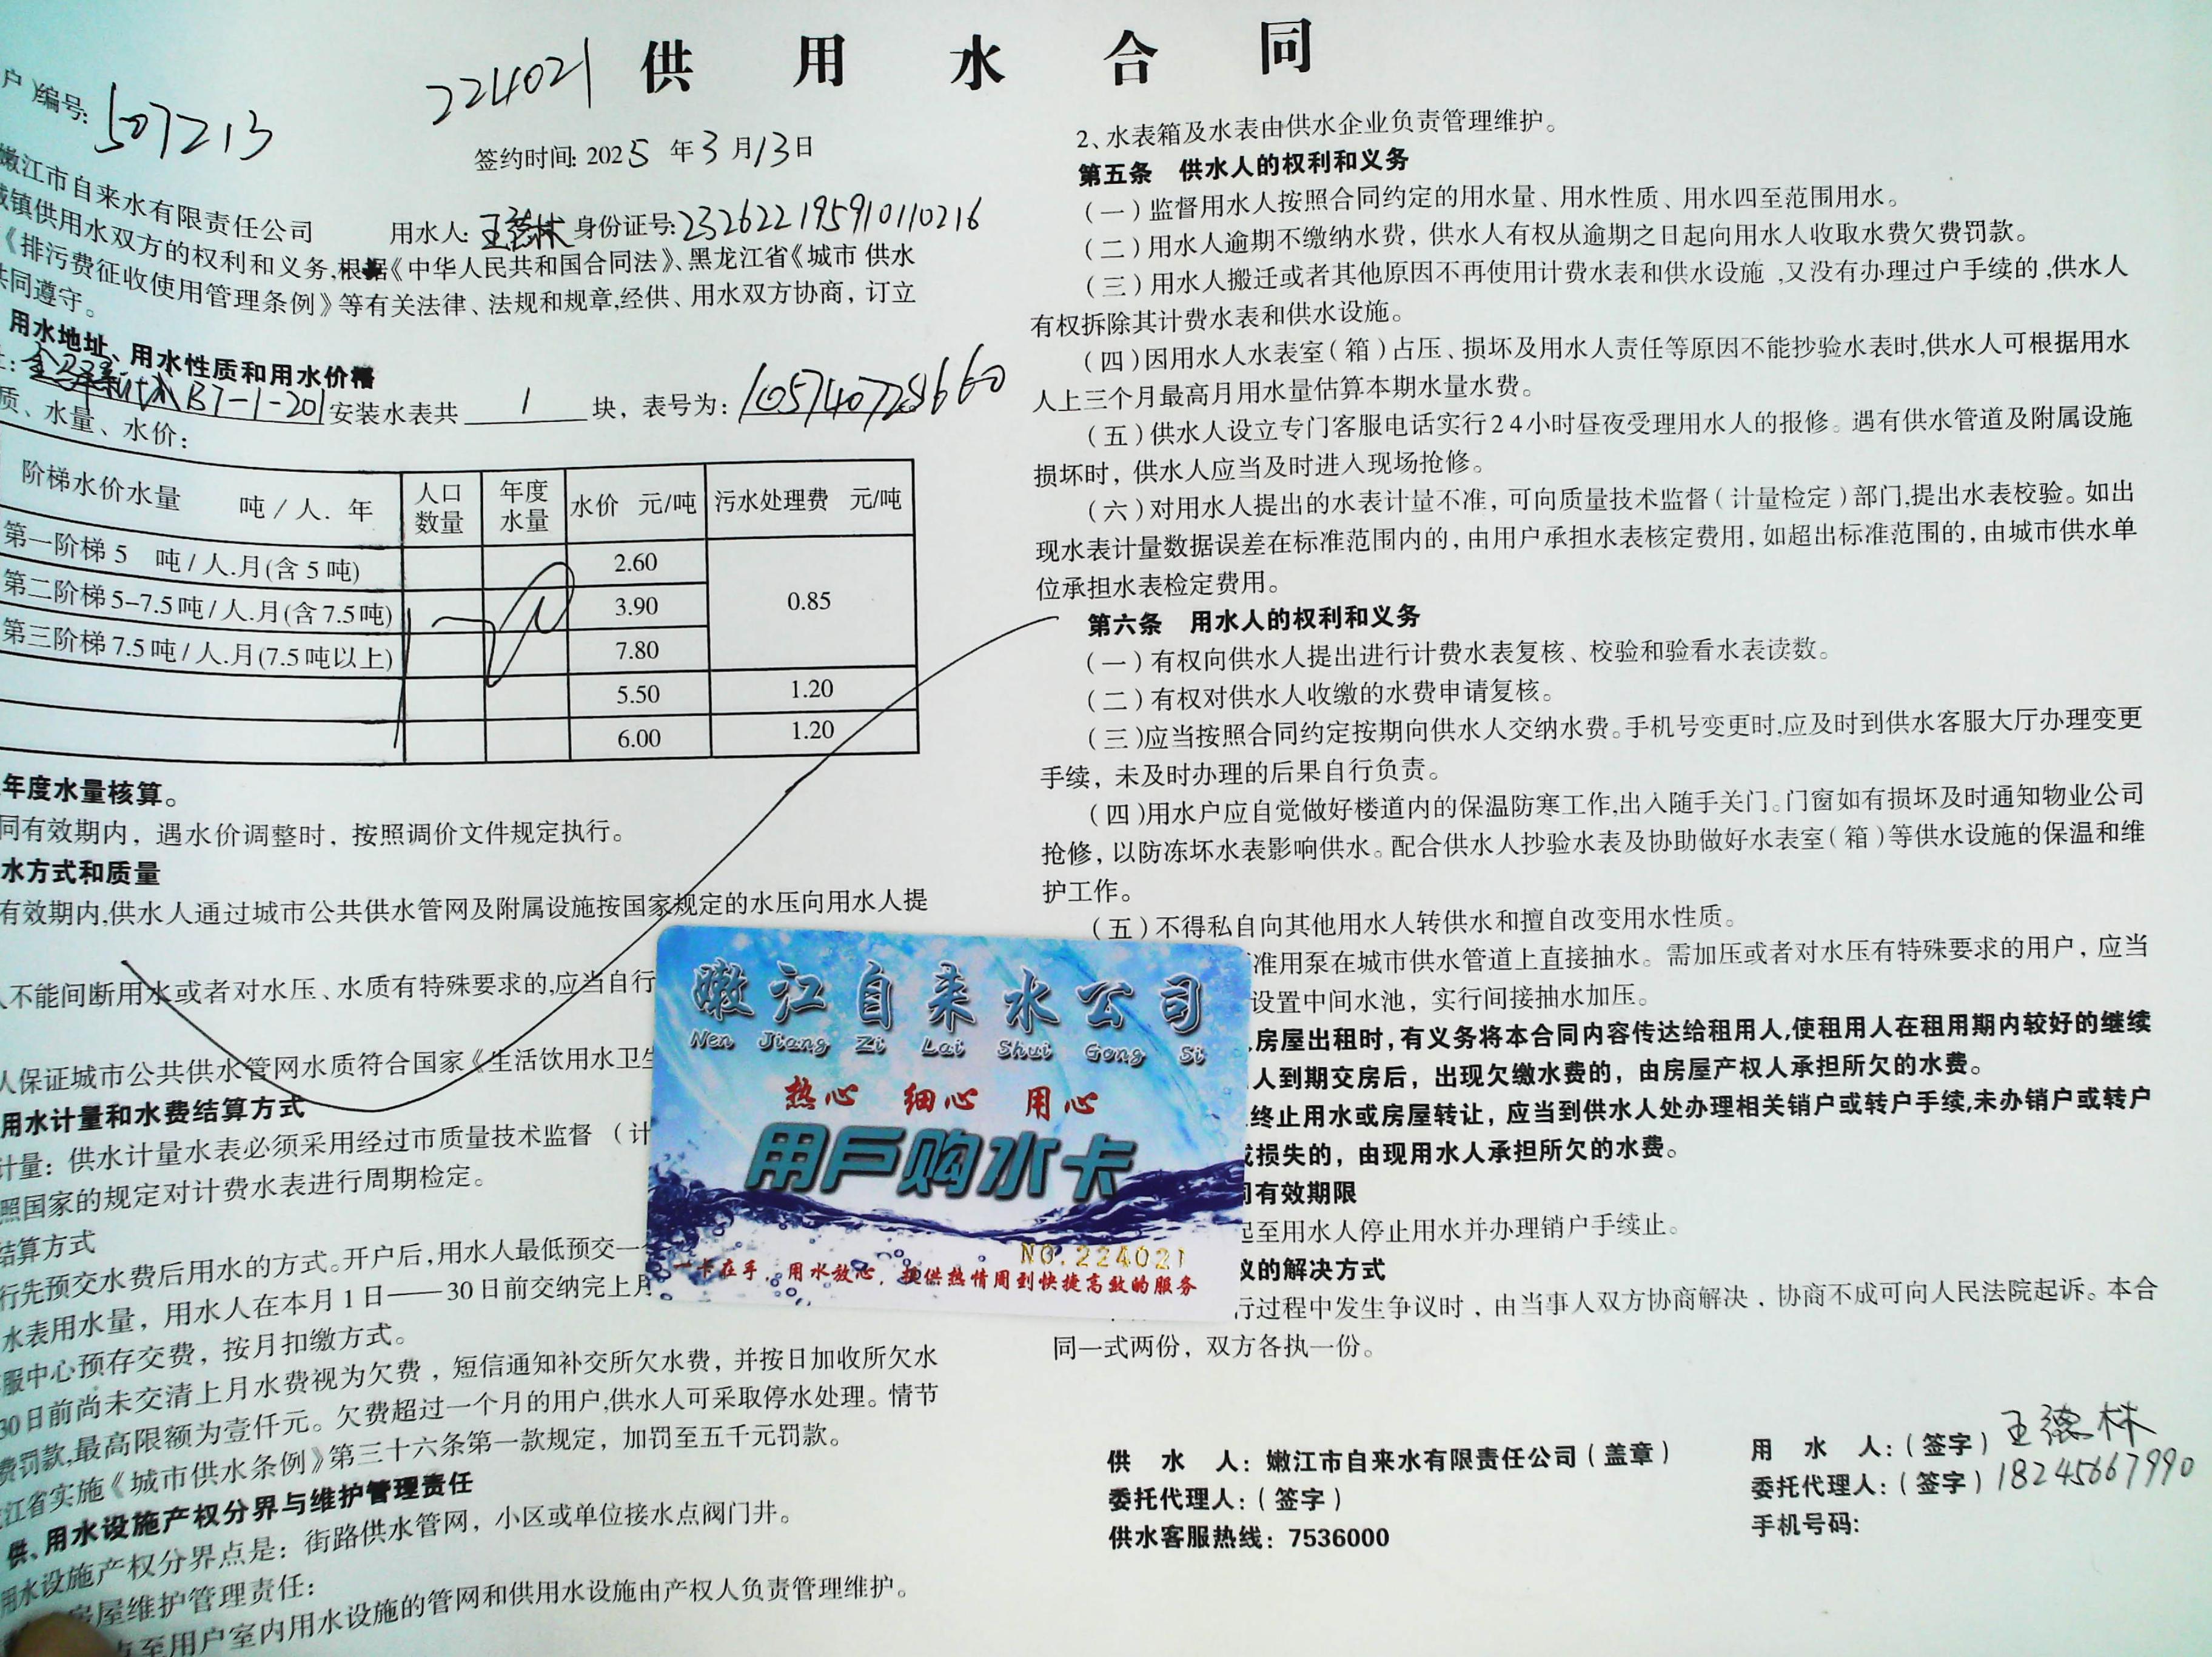 供 用 水 合 同
224021
户）编号: 507213
签约时间: 2025 年 3 月 13 日
嫩江市自来水有限责任公司 用水人: 王德林 身份证号: 232622195910110216
城镇供用水双方的权利和义务,根据《中华人民共和国合同法》、黑龙江省《城市 供水
《排污费征收使用管理条例》等有关法律、法规和规章,经供、用水双方协商，订立
共同遵守。
用水地址、用水性质和用水价格
B7-1-201 安装水表共 1 块，表号为:
质、水量、水价：
阶梯水价水量 吨/人.年 人口数量 年度水量 水价 元/吨 污水处理费 元/吨
第一阶梯 5 吨/人.月(含 5 吨) 2.60 0.85
第二阶梯 5-7.5 吨/人.月(含 7.5 吨) 3.90
第三阶梯 7.5 吨/人.月(7.5 吨以上) 7.80
5.50 1.20
6.00 1.20
年度水量核算。
同有效期内，遇水价调整时，按照调价文件规定执行。
水方式和质量
有效期内,供水人通过城市公共供水管网及附属设施按国家规定的水压向用水人提
人不能间断用水或者对水压、水质有特殊要求的,应当自行
人保证城市公共供水管网水质符合国家《生活饮用水卫生
用水计量和水费结算方式
计量：供水计量水表必须采用经过市质量技术监督（计
照国家的规定对计费水表进行周期检定。
结算方式
行先预交水费后用水的方式。开户后,用水人最低预交一个
水表用水量，用水人在本月 1 日——30 日前交纳完上月
服中心预存交费，按月扣缴方式。
30日前尚未交清上月水费视为欠费，短信通知补交所欠水费，并按日加收所欠水
费罚款,最高限额为壹仟元。欠费超过一个月的用户,供水人可采取停水处理。情节
江省实施《城市供水条例》第三十六条第一款规定，加罚至五千元罚款。
供、用水设施产权分界与维护管理责任
用水设施产权分界点是：街路供水管网，小区或单位接水点阀门井。
房屋维护管理责任：
点至用户室内用水设施的管网和供用水设施由产权人负责管理维护。
2、水表箱及水表由供水企业负责管理维护。
第五条 供水人的权利和义务
（一）监督用水人按照合同约定的用水量、用水性质、用水四至范围用水。
（二）用水人逾期不缴纳水费，供水人有权从逾期之日起向用水人收取水费欠费罚款。
（三）用水人搬迁或者其他原因不再使用计费水表和供水设施,又没有办理过户手续的,供水人
有权拆除其计费水表和供水设施。
（四）因用水人水表室（箱）占压、损坏及用水人责任等原因不能抄验水表时,供水人可根据用水
人上三个月最高月用水量估算本期水量水费。
（五）供水人设立专门客服电话实行24小时昼夜受理用水人的报修。遇有供水管道及附属设施
损坏时，供水人应当及时进入现场抢修。
（六）对用水人提出的水表计量不准，可向质量技术监督（计量检定）部门,提出水表校验。如出
现水表计量数据误差在标准范围内的，由用户承担水表核定费用，如超出标准范围的，由城市供水单
位承担水表检定费用。
第六条 用水人的权利和义务
（一）有权向供水人提出进行计费水表复核、校验和验看水表读数。
（二）有权对供水人收缴的水费申请复核。
（三）应当按照合同约定按期向供水人交纳水费。手机号变更时,应及时到供水客服大厅办理变更
手续，未及时办理的后果自行负责。
（四）用水户应自觉做好楼道内的保温防寒工作,出入随手关门。门窗如有损坏及时通知物业公司
抢修，以防冻坏水表影响供水。配合供水人抄验水表及协助做好水表室（箱）等供水设施的保温和维
护工作。
（五）不得私自向其他用水人转供水和擅自改变用水性质。
准用泵在城市供水管道上直接抽水。需加压或者对水压有特殊要求的用户，应当
设置中间水池，实行间接抽水加压。
房屋出租时,有义务将本合同内容传达给租用人,使租用人在租用期内较好的继续
人到期交房后，出现欠缴水费的，由房屋产权人承担所欠的水费。
终止用水或房屋转让，应当到供水人处办理相关销户或转户手续,未办销户或转户
损失的，由现用水人承担所欠的水费。
有效期限
起至用水人停止用水并办理销户手续止。
议的解决方式
行过程中发生争议时，由当事人双方协商解决，协商不成可向人民法院起诉。本合
同一式两份，双方各执一份。
嫩江自来水公司
Nen Jiang Zi Lai Shui Gong Si
热心 细心 用心
用户购水卡
NO.224021
一卡在手，用水放心，提供热情周到快捷高效的服务
供 水 人：嫩江市自来水有限责任公司（盖章）
委托代理人：（签字）
供水客服热线：7536000
用 水 人：（签字）王德林
委托代理人：（签字）18245667990
手机号码: